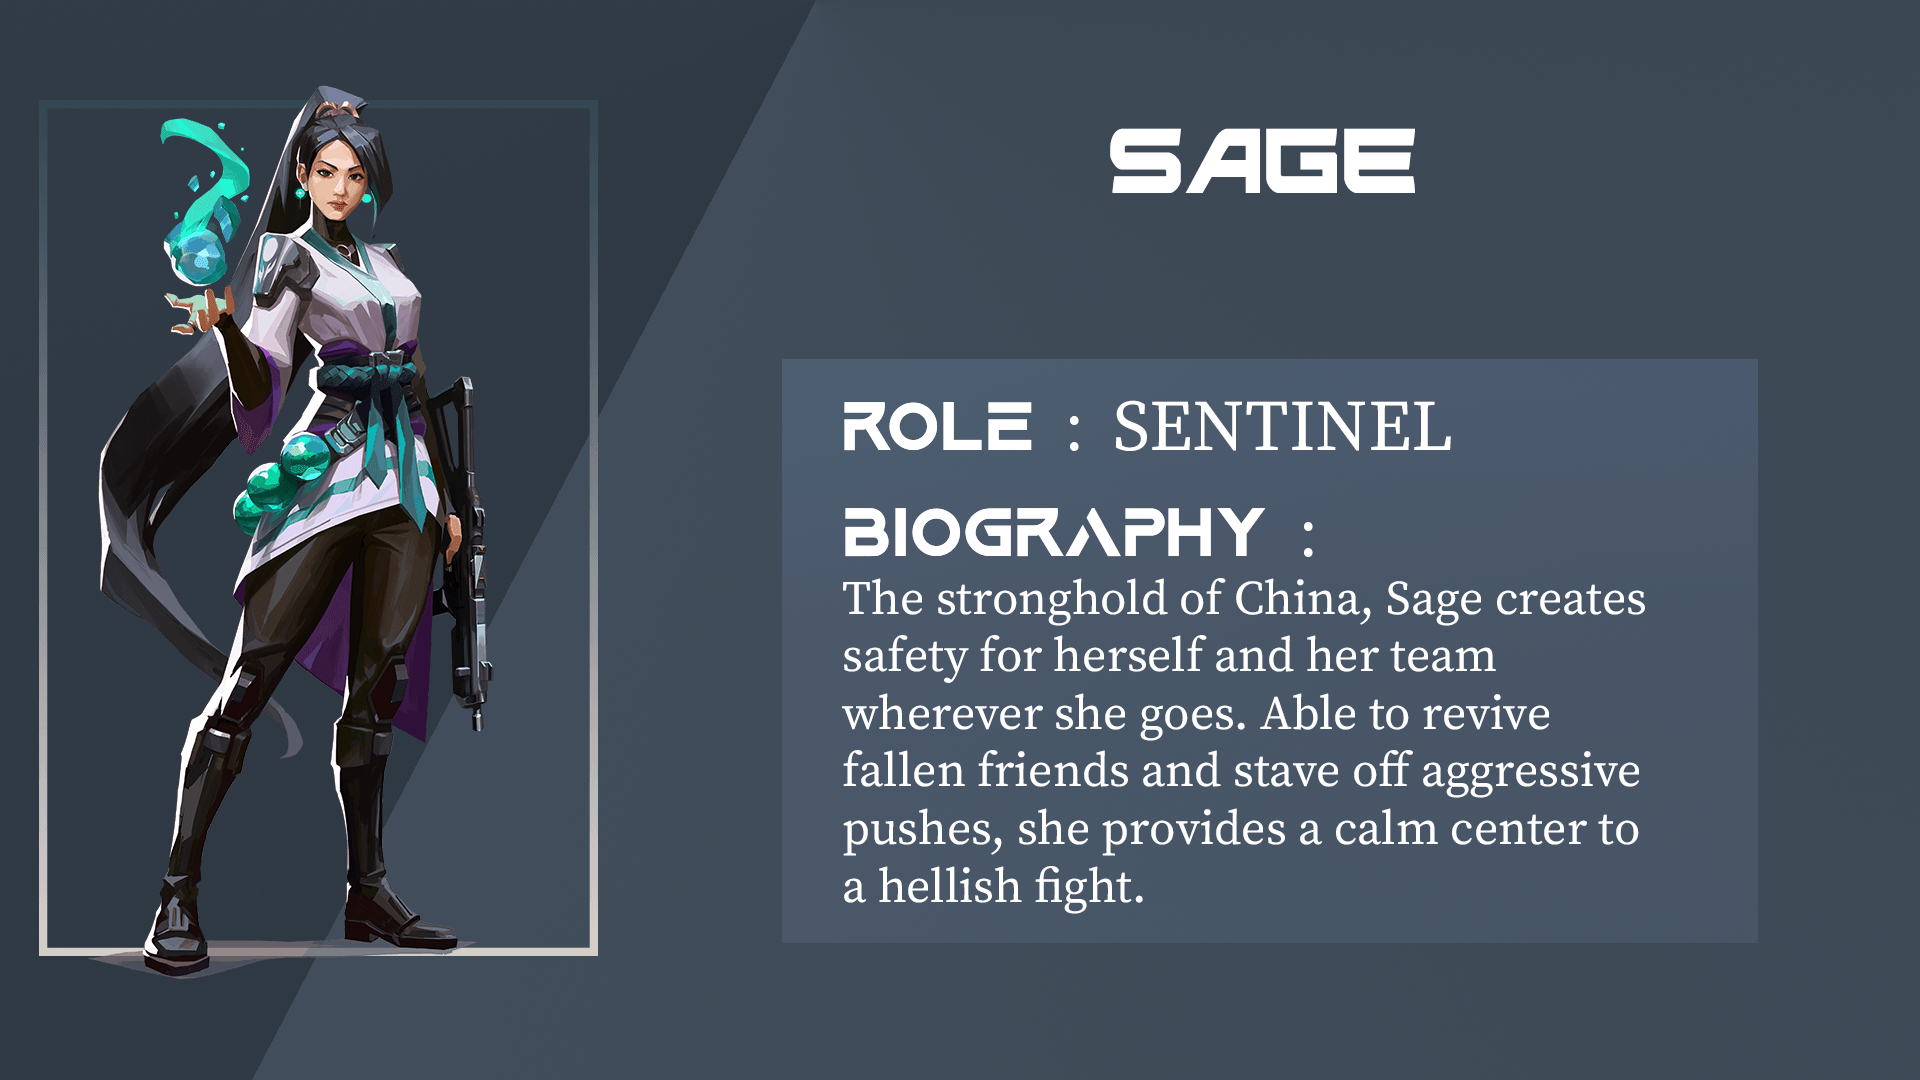 SAGE
ROLE : SENTINEL
BIOGRAPHY :
The stronghold of China, Sage creates
safety for herself and her team
wherever she goes. Able to revive
fallen friends and stave off aggressive
pushes, she provides a calm center to
a hellish fight.